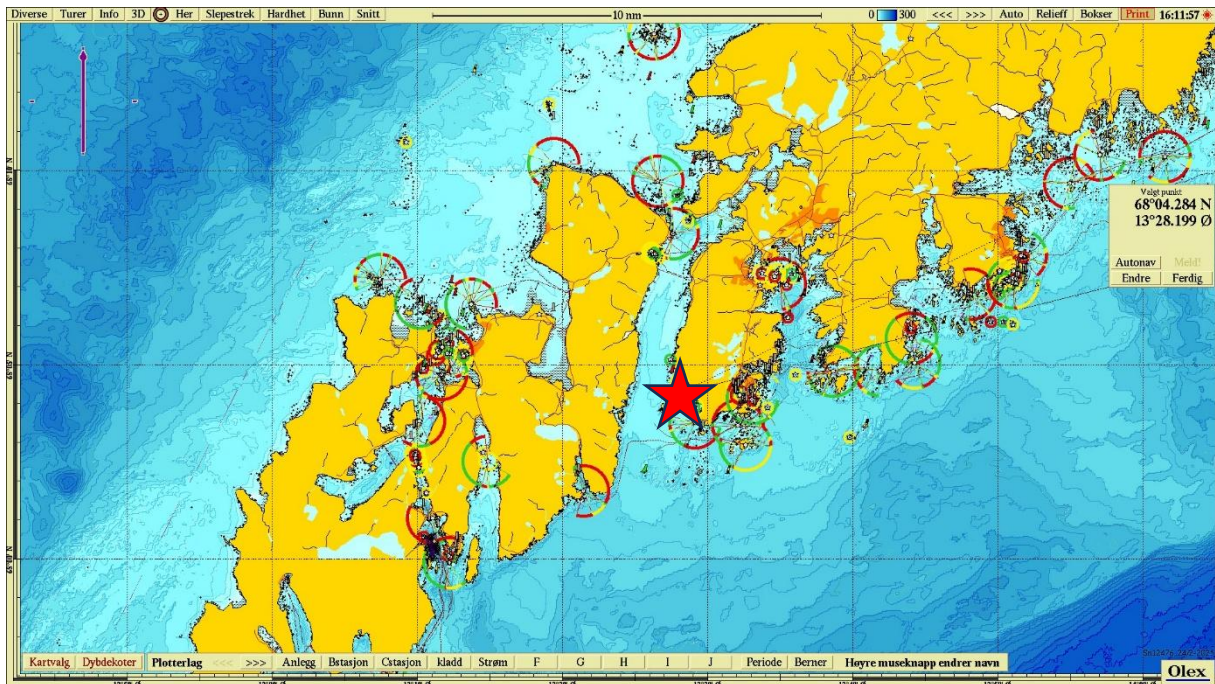 Diverse Turer Info 3D Her Slepestrek Hardhet Bunn Snitt 10 nm 0 300 <<< >>> Auto Relieff Bokser Print 16:11:57
Valgt punkt
68°04.284 N
13°28.199 Ø
Autonav Meld!
Endre Ferdig
Kartvalg Dybdekoter Plotterlag <<< >>> Anlegg Bstasjon Cstasjon kladd Strøm F G H I J Periode Berner Høyre museknapp endrer navn
Olex